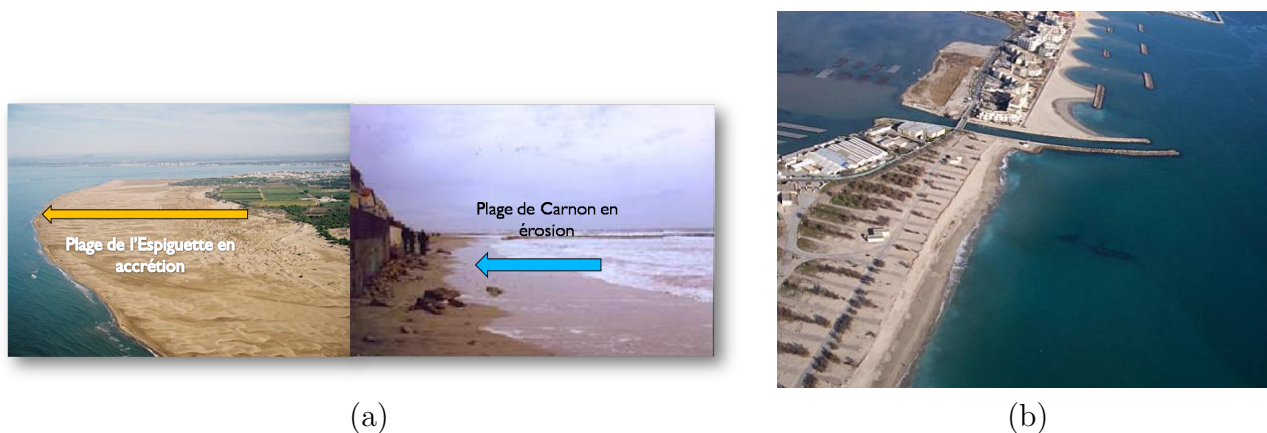 Plage de l'Espiguette en
accrétion
Plage de Carnon en
érosion
(a)
(b)